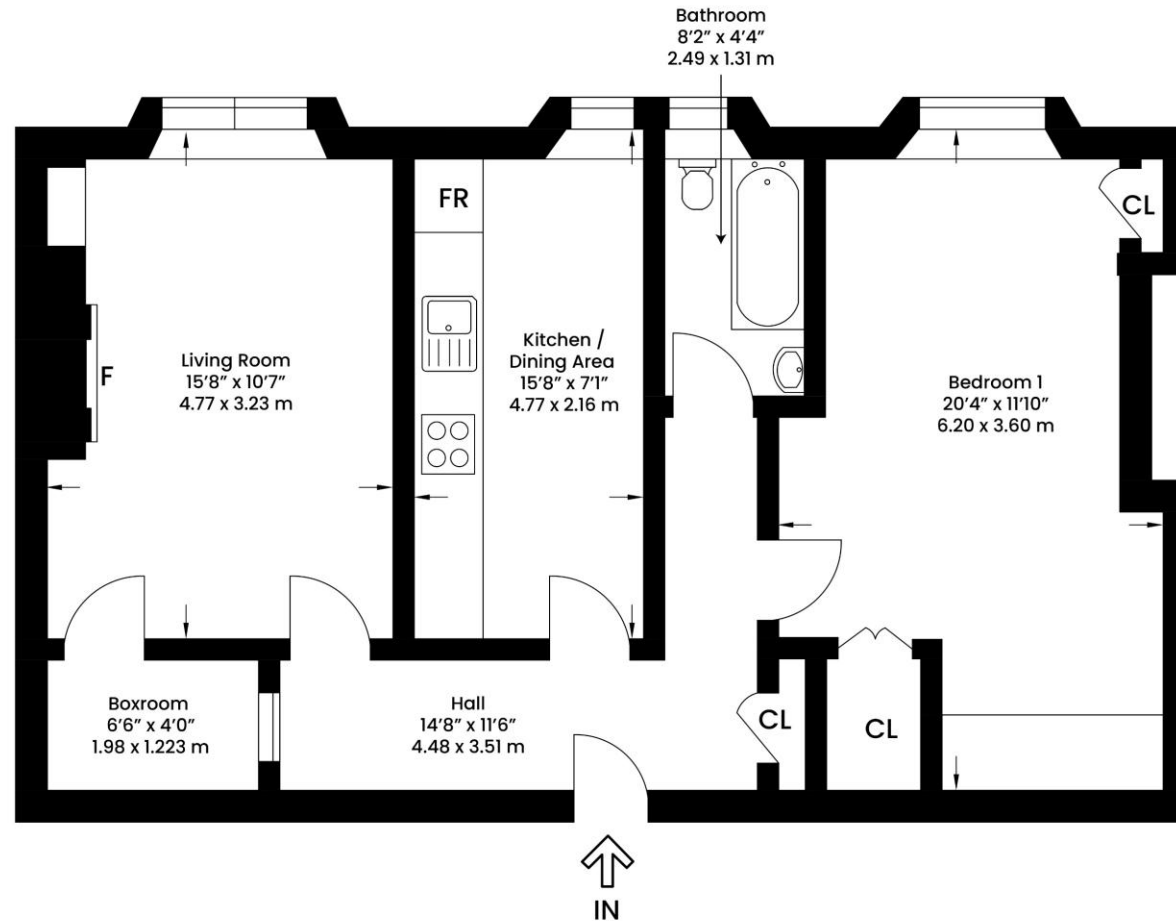 Bathroom
8'2" x 4'4"
2.49 x 1.31 m
FR
CL
Living Room
15'8" x 10'7"
4.77 x 3.23 m
F
Kitchen /
Dining Area
15'8" x 7'1"
4.77 x 2.16 m
Bedroom 1
20'4" x 11'10"
6.20 x 3.60 m
Boxroom
6'6" x 4'0"
1.98 x 1.223 m
Hall
14'8" x 11'6"
4.48 x 3.51 m
CL
CL
IN